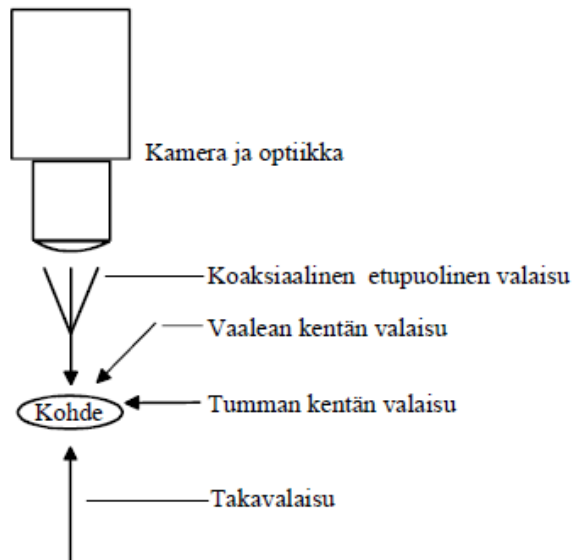 Kamera ja optiikka
Koaksiaalinen etupuolinen valaisu
Vaalean kentän valaisu
Kohde
Tumman kentän valaisu
Takavalaisu